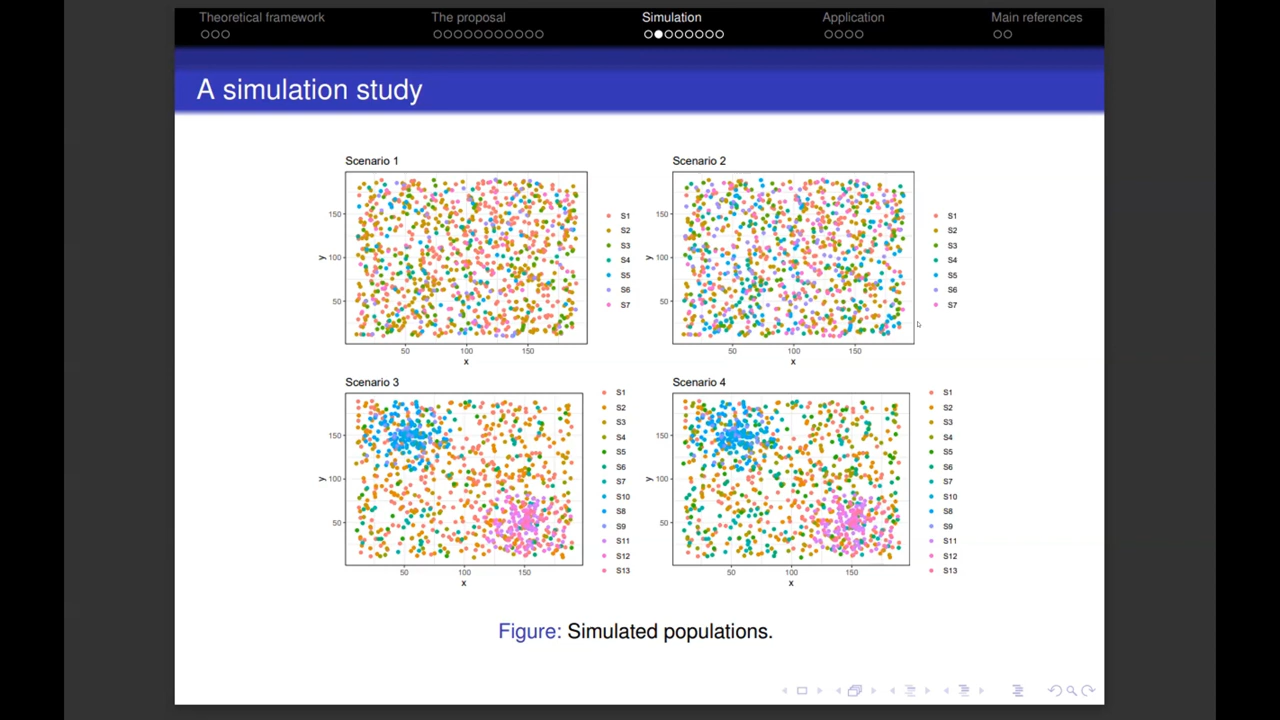 Theoretical framework The proposal Simulation Application Main references
A simulation study
Scenario 1
150
100
50
y
50 100 150
x
S1
S2
S3
S4
S5
S6
S7
Scenario 2
150
100
50
y
50 100 150
x
S1
S2
S3
S4
S5
S6
S7
Scenario 3
150
100
50
y
50 100 150
x
S1
S2
S3
S4
S5
S6
S7
S10
S8
S9
S11
S12
S13
Scenario 4
150
100
50
y
50 100 150
x
S1
S2
S3
S4
S5
S6
S7
S10
S8
S9
S11
S12
S13
Figure: Simulated populations.